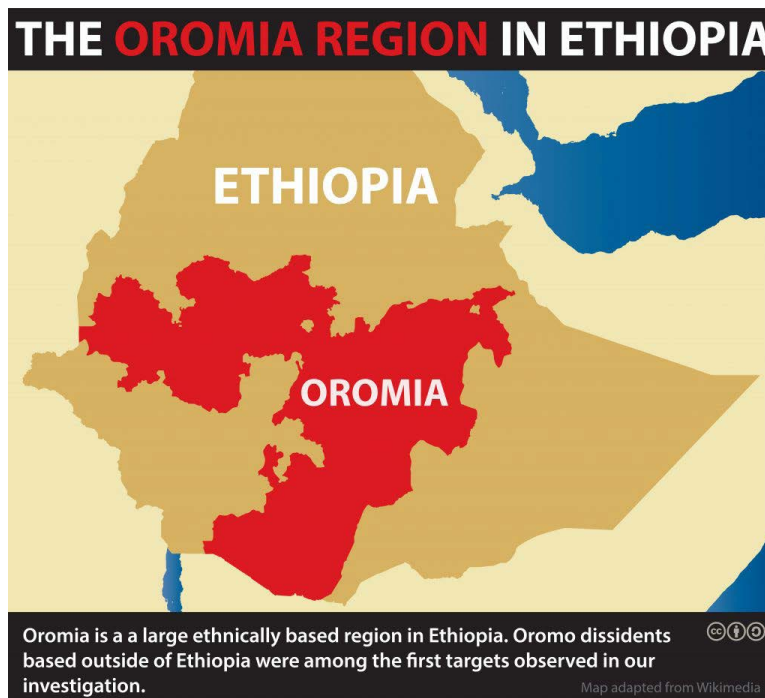 THE OROMIA REGION IN ETHIOPIA
ETHIOPIA
OROMIA
Oromia is a a large ethnically based region in Ethiopia. Oromo dissidents
based outside of Ethiopia were among the first targets observed in our
investigation.
cc
Map adapted from Wikimedia